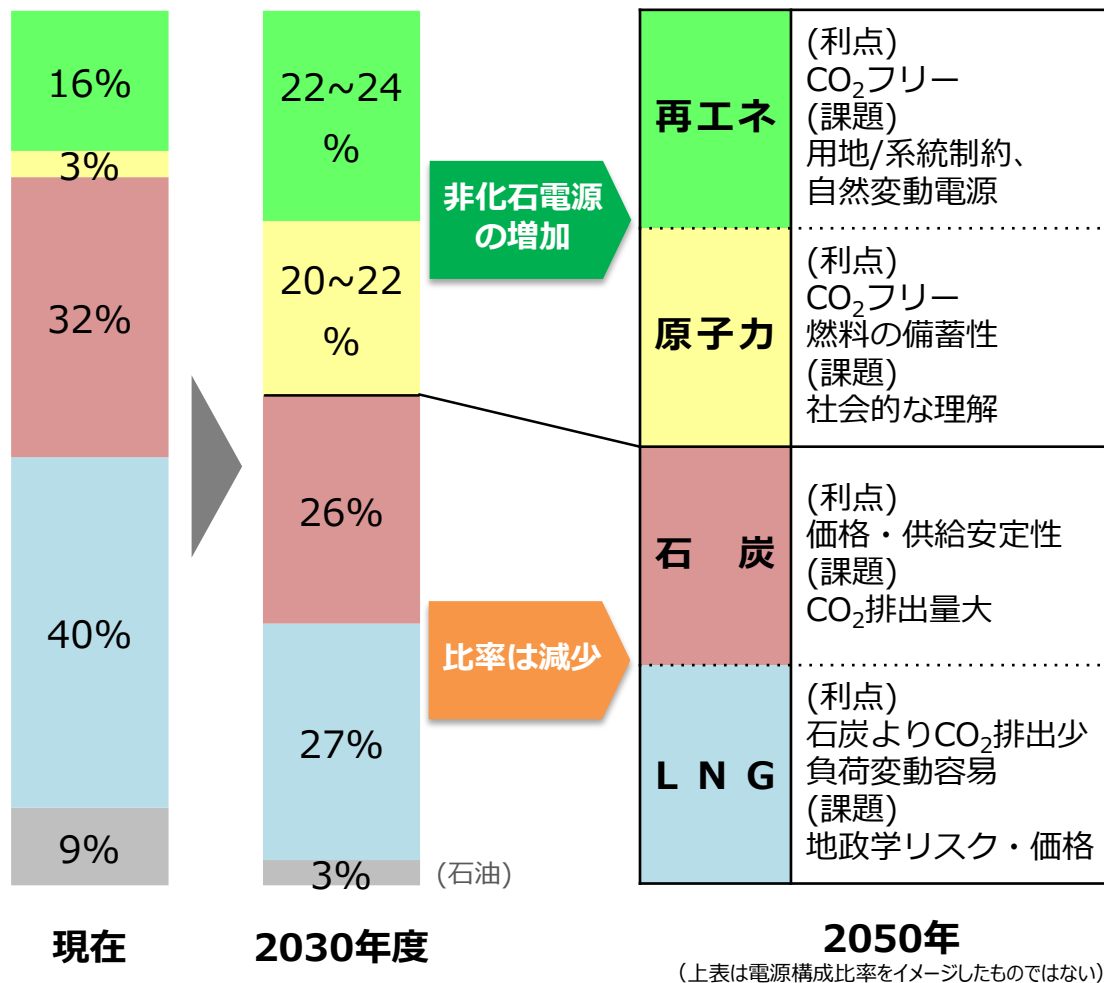 16%
3%
32%
40%
9%
現在
22~24
%
20~22
%
26%
27%
3%
(石油)
2030年度
非化石電源
の増加
比率は減少
再エネ
(利点)
CO₂フリー
(課題)
用地/系統制約、
自然変動電源
原子力
(利点)
CO₂フリー
燃料の備蓄性
(課題)
社会的な理解
石 炭
(利点)
価格・供給安定性
(課題)
CO₂排出量大
L N G
(利点)
石炭よりCO₂排出少
負荷変動容易
(課題)
地政学リスク・価格
2050年
(上表は電源構成比率をイメージしたものではない)